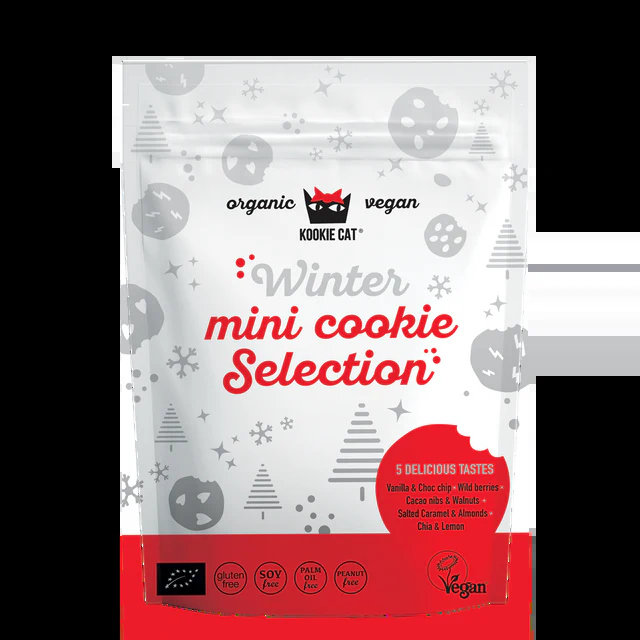 organic vegan
KOOKIE CAT®
Winter
mini cookie
Selection
5 DELICIOUS TASTES
Vanilla & Choc chip • Wild berries •
Cacao nibs & Walnuts •
Salted Caramel & Almonds •
Chia & Lemon
gluten free
SOY free
PALM OIL free
PEANUT free
Vegan